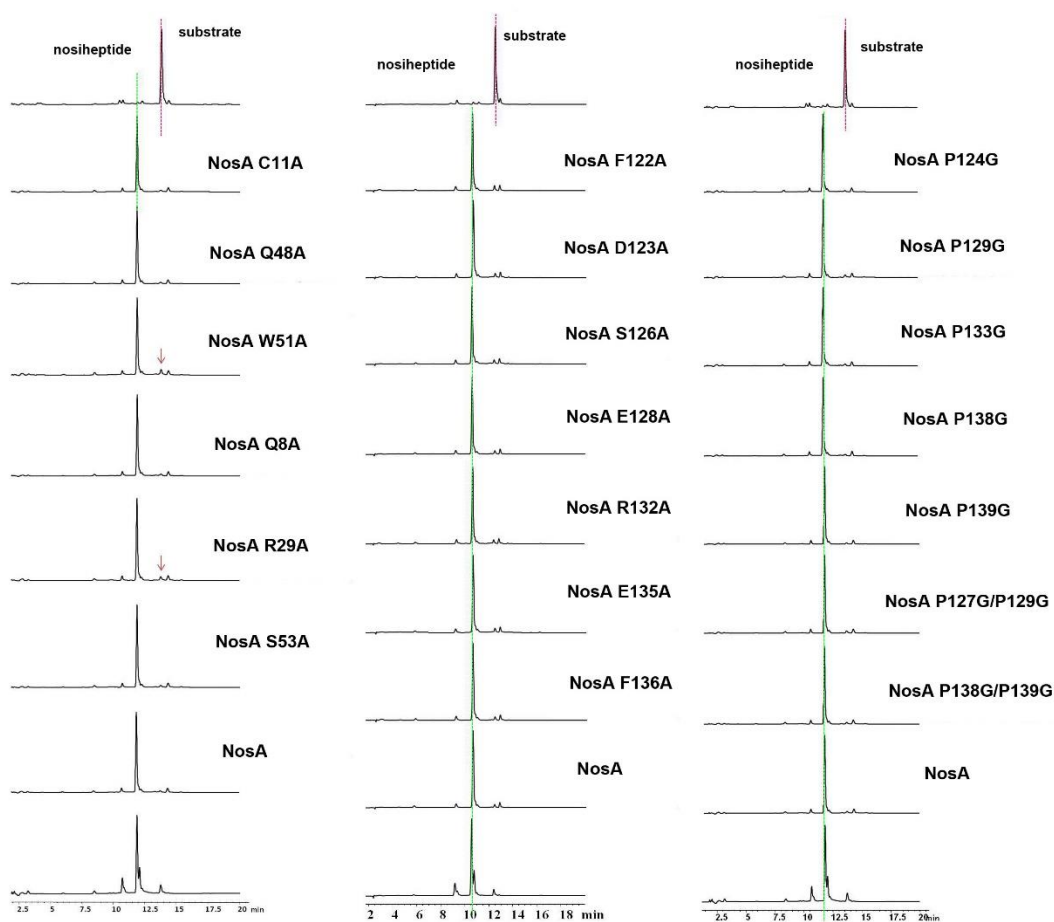 nosiheptide
substrate
NosA C11A
NosA Q48A
NosA W51A
NosA Q8A
NosA R29A
NosA S53A
NosA
2.5 5 7.5 10 12.5 15 17.5 20 min
nosiheptide
substrate
NosA F122A
NosA D123A
NosA S126A
NosA E128A
NosA R132A
NosA E135A
NosA F136A
NosA
2 4 6 8 10 12 14 16 18 min
nosiheptide
substrate
NosA P124G
NosA P129G
NosA P133G
NosA P138G
NosA P139G
NosA P127G/P129G
NosA P138G/P139G
NosA
2.5 5 7.5 10 12.5 15 17.5 20 min